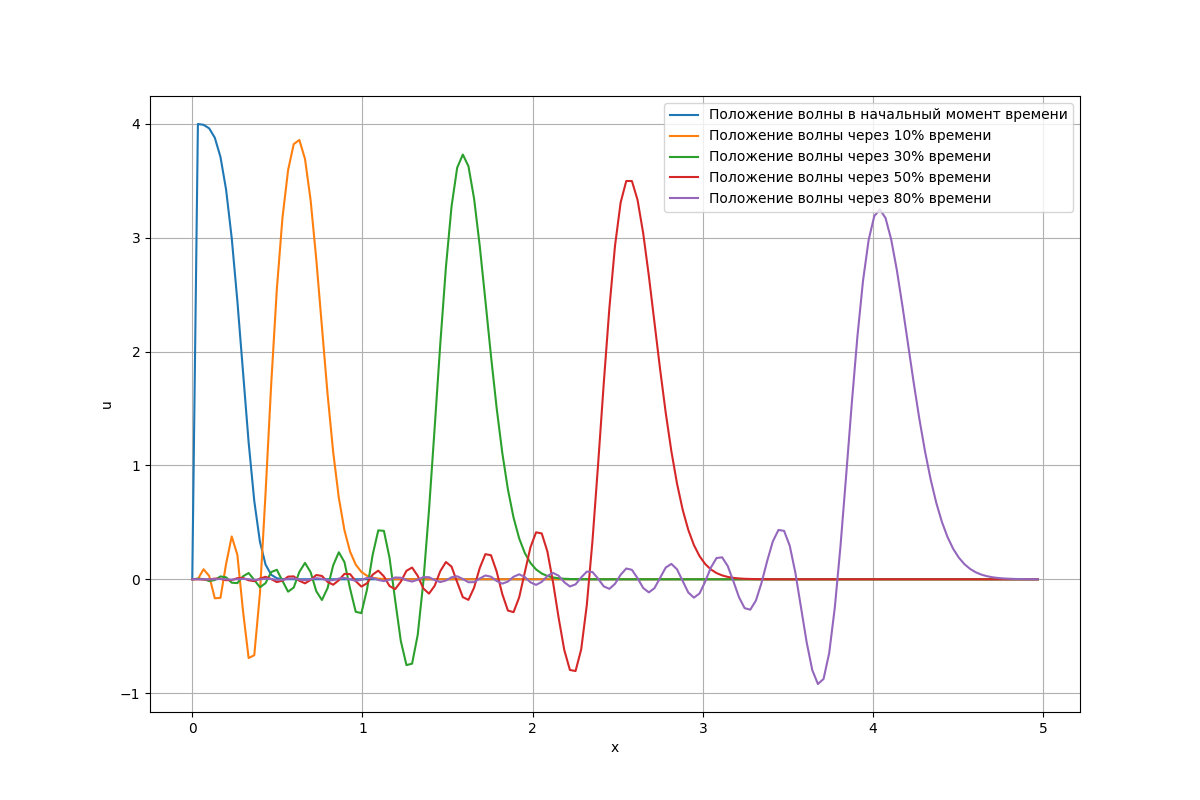 Положение волны в начальный момент времени
Положение волны через 10% времени
Положение волны через 30% времени
Положение волны через 50% времени
Положение волны через 80% времени
4
3
2
1
0
−1
u
0 1 2 3 4 5
x